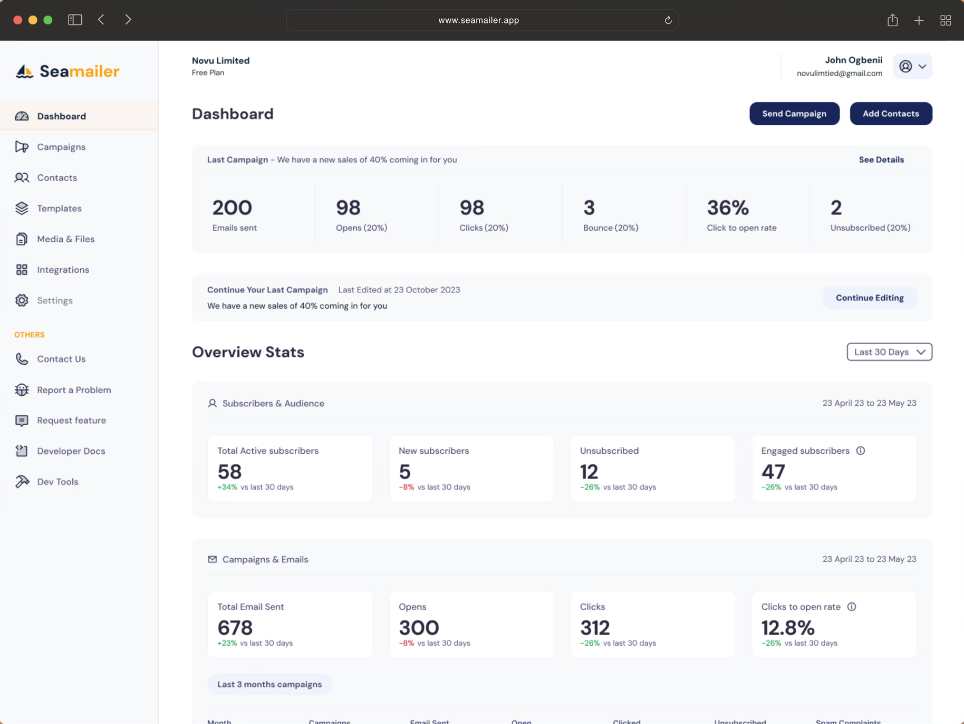 www.seamailer.app
Seamailer
Novu Limited
Free Plan
John Ogbenii
novulimtied@gmail.com
Dashboard
Campaigns
Contacts
Templates
Media & Files
Integrations
Settings
OTHERS
Contact Us
Report a Problem
Request feature
Developer Docs
Dev Tools
Dashboard
Send Campaign
Add Contacts
Last Campaign - We have a new sales of 40% coming in for you
See Details
200
Emails sent
98
Opens (20%)
98
Clicks (20%)
3
Bounce (20%)
36%
Click to open rate
2
Unsubscribed (20%)
Continue Your Last Campaign Last Edited at 23 October 2023
We have a new sales of 40% coming in for you
Continue Editing
Overview Stats
Last 30 Days
Subscribers & Audience
23 April 23 to 23 May 23
Total Active subscribers
58
+34% vs last 30 days
New subscribers
5
-8% vs last 30 days
Unsubscribed
12
-26% vs last 30 days
Engaged subscribers
47
-26% vs last 30 days
Campaigns & Emails
23 April 23 to 23 May 23
Total Email Sent
678
+23% vs last 30 days
Opens
300
-8% vs last 30 days
Clicks
312
-26% vs last 30 days
Clicks to open rate
12.8%
-26% vs last 30 days
Last 3 months campaigns
Month Campaigns Email Sent Open Clicked Unsubscribed Spam Complaints